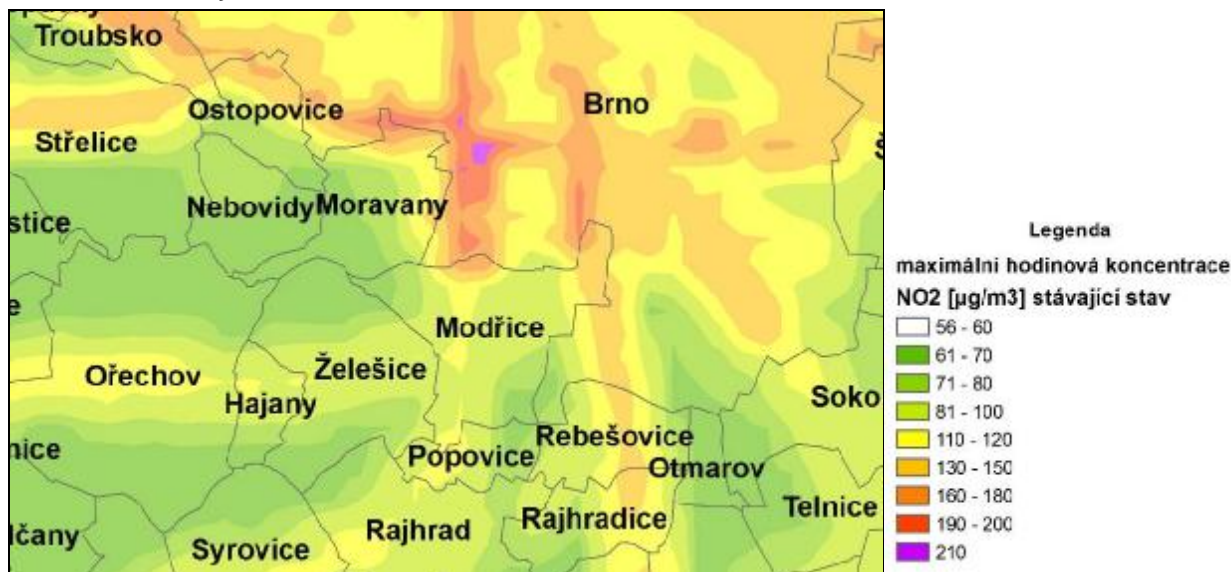 Troubsko
Ostopovice
Brno
Střelice
Nebovidy
Moravany
stice
Modřice
Ořechov
Želešice
Hajany
Soko
Rebešovice
Popovice
Otmarov
nice
Telnice
Rajhrad
Rajhradice
lčany
Syrovice
Legenda
maximální hodinová koncentrace
NO2 [µg/m3] stávající stav
56 - 60
61 - 70
71 - 80
81 - 100
110 - 120
130 - 150
160 - 180
190 - 200
210